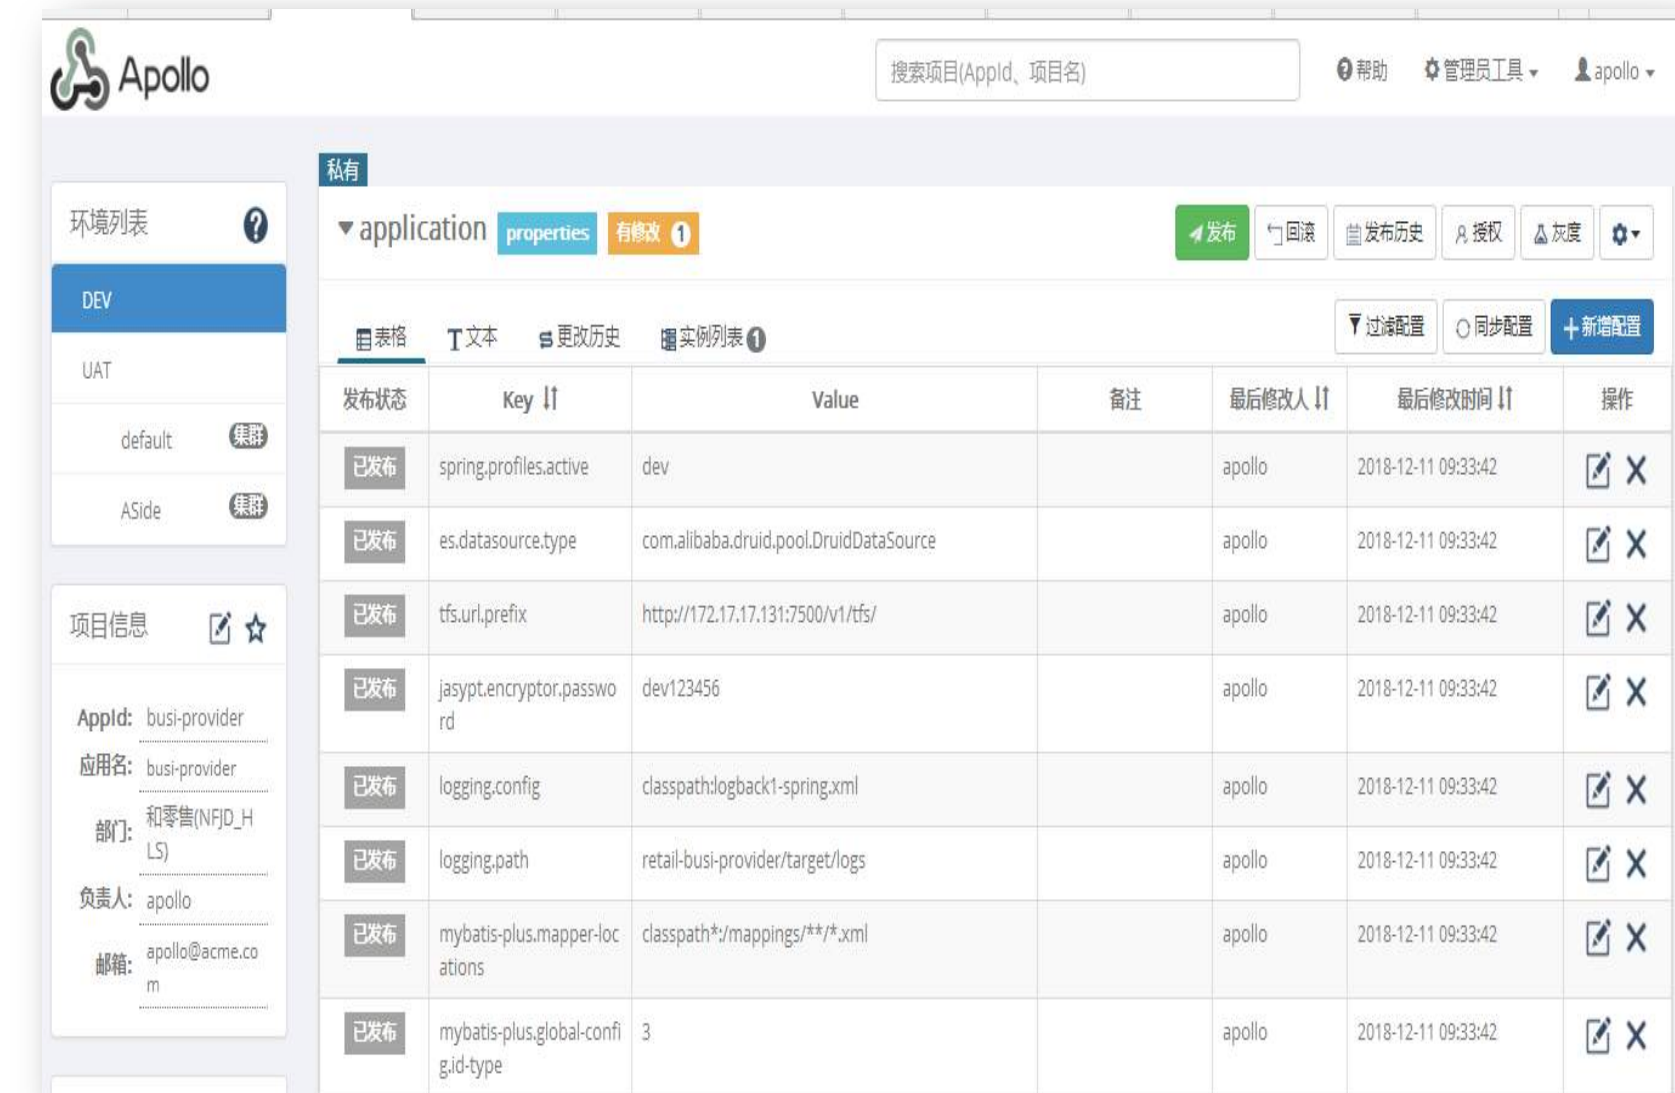 Apollo
搜索项目(AppId、项目名)
帮助
管理员工具
apollo
私有
环境列表
DEV
UAT
default 集群
ASide 集群
项目信息
AppId: busi-provider
应用名: busi-provider
部门: 和零售(NFJD_H
LS)
负责人: apollo
邮箱: apollo@acme.co
m
application properties 有修改 1
发布 回滚 发布历史 授权 灰度
表格 文本 更改历史 实例列表 1
过滤配置 同步配置 新增配置
发布状态 Key Value 备注 最后修改人 最后修改时间 操作
已发布 spring.profiles.active dev apollo 2018-12-11 09:33:42
已发布 es.datasource.type com.alibaba.druid.pool.DruidDataSource apollo 2018-12-11 09:33:42
已发布 tfs.url.prefix http://172.17.17.131:7500/v1/tfs/ apollo 2018-12-11 09:33:42
已发布 jasypt.encryptor.passwo dev123456 apollo 2018-12-11 09:33:42
rd
已发布 logging.config classpath:logback1-spring.xml apollo 2018-12-11 09:33:42
已发布 logging.path retail-busi-provider/target/logs apollo 2018-12-11 09:33:42
已发布 mybatis-plus.mapper-loc classpath*:/mappings/**/*.xml apollo 2018-12-11 09:33:42
ations
已发布 mybatis-plus.global-confi 3 apollo 2018-12-11 09:33:42
g.id-type